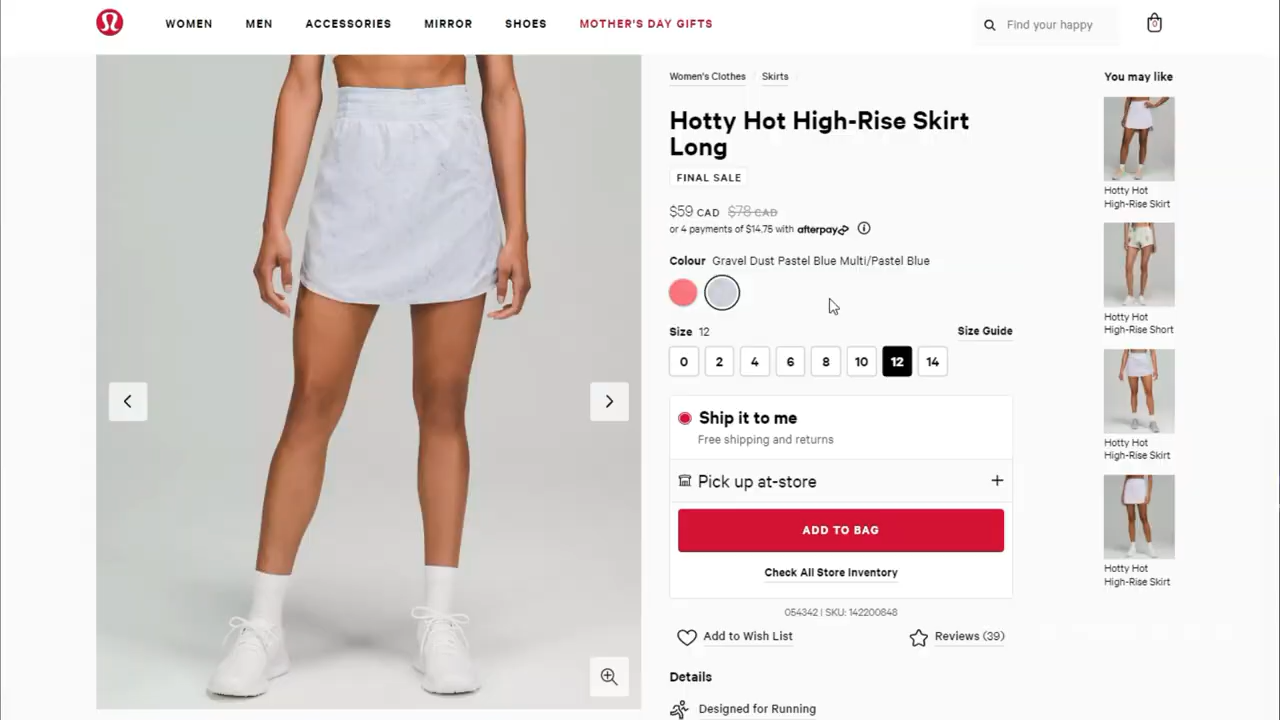 WOMEN MEN ACCESSORIES MIRROR SHOES MOTHER'S DAY GIFTS
Find your happy
0
Women's Clothes / Skirts
Hotty Hot High-Rise Skirt
Long
FINAL SALE
$59 CAD $78 CAD
or 4 payments of $14.75 with afterpay
Colour Gravel Dust Pastel Blue Multi/Pastel Blue
Size 12
Size Guide
0 2 4 6 8 10 12 14
Ship it to me
Free shipping and returns
Pick up at-store +
ADD TO BAG
Check All Store Inventory
054342 | SKU: 142200848
Add to Wish List
Reviews (39)
Details
Designed for Running
You may like
Hotty Hot
High-Rise Skirt
Hotty Hot
High-Rise Short
Hotty Hot
High-Rise Skirt
Hotty Hot
High-Rise Skirt